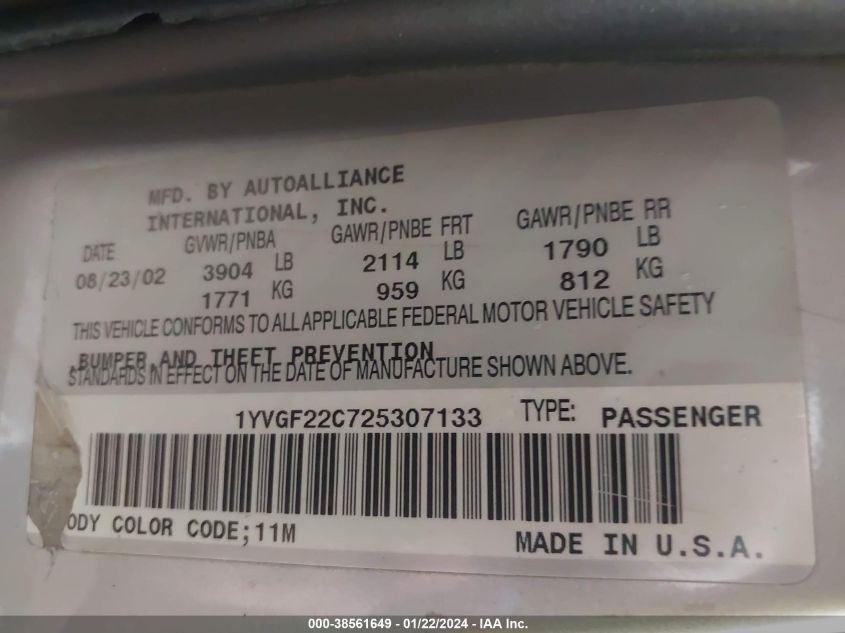 MFD. BY AUTOALLIANCE
INTERNATIONAL, INC.
DATE GVWR/PNBA GAWR/PNBE FRT GAWR/PNBE RR
08/23/02 3904 LB 2114 LB 1790 LB
1771 KG 959 KG 812 KG
THIS VEHICLE CONFORMS TO ALL APPLICABLE FEDERAL MOTOR VEHICLE SAFETY
,BUMPER,AND THEFT PREVENTION
STANDARDS IN EFFECT ON THE DATE OF MANUFACTURE SHOWN ABOVE.
1YVGF22C725307133 TYPE: PASSENGER
ODY COLOR CODE;11M MADE IN U.S.A.
000-38561649 - 01/22/2024 - IAA Inc.